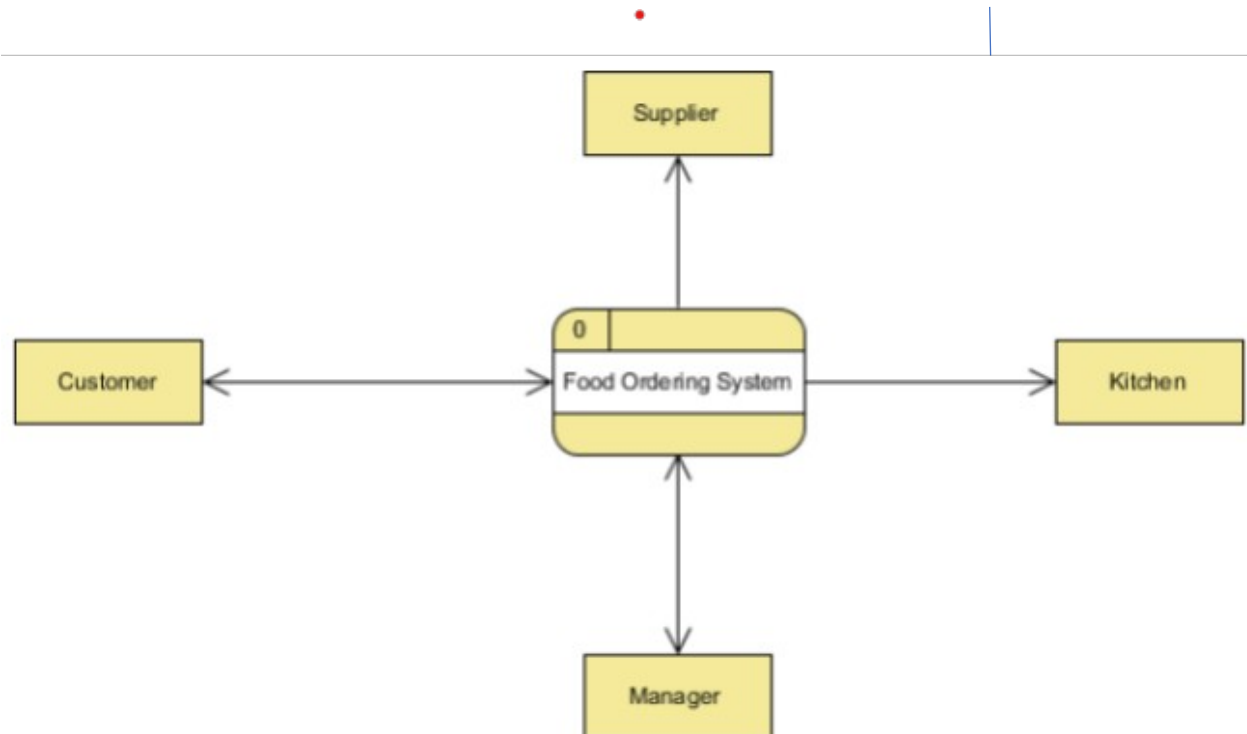 Supplier
0
Customer
Food Ordering System
Kitchen
Manager